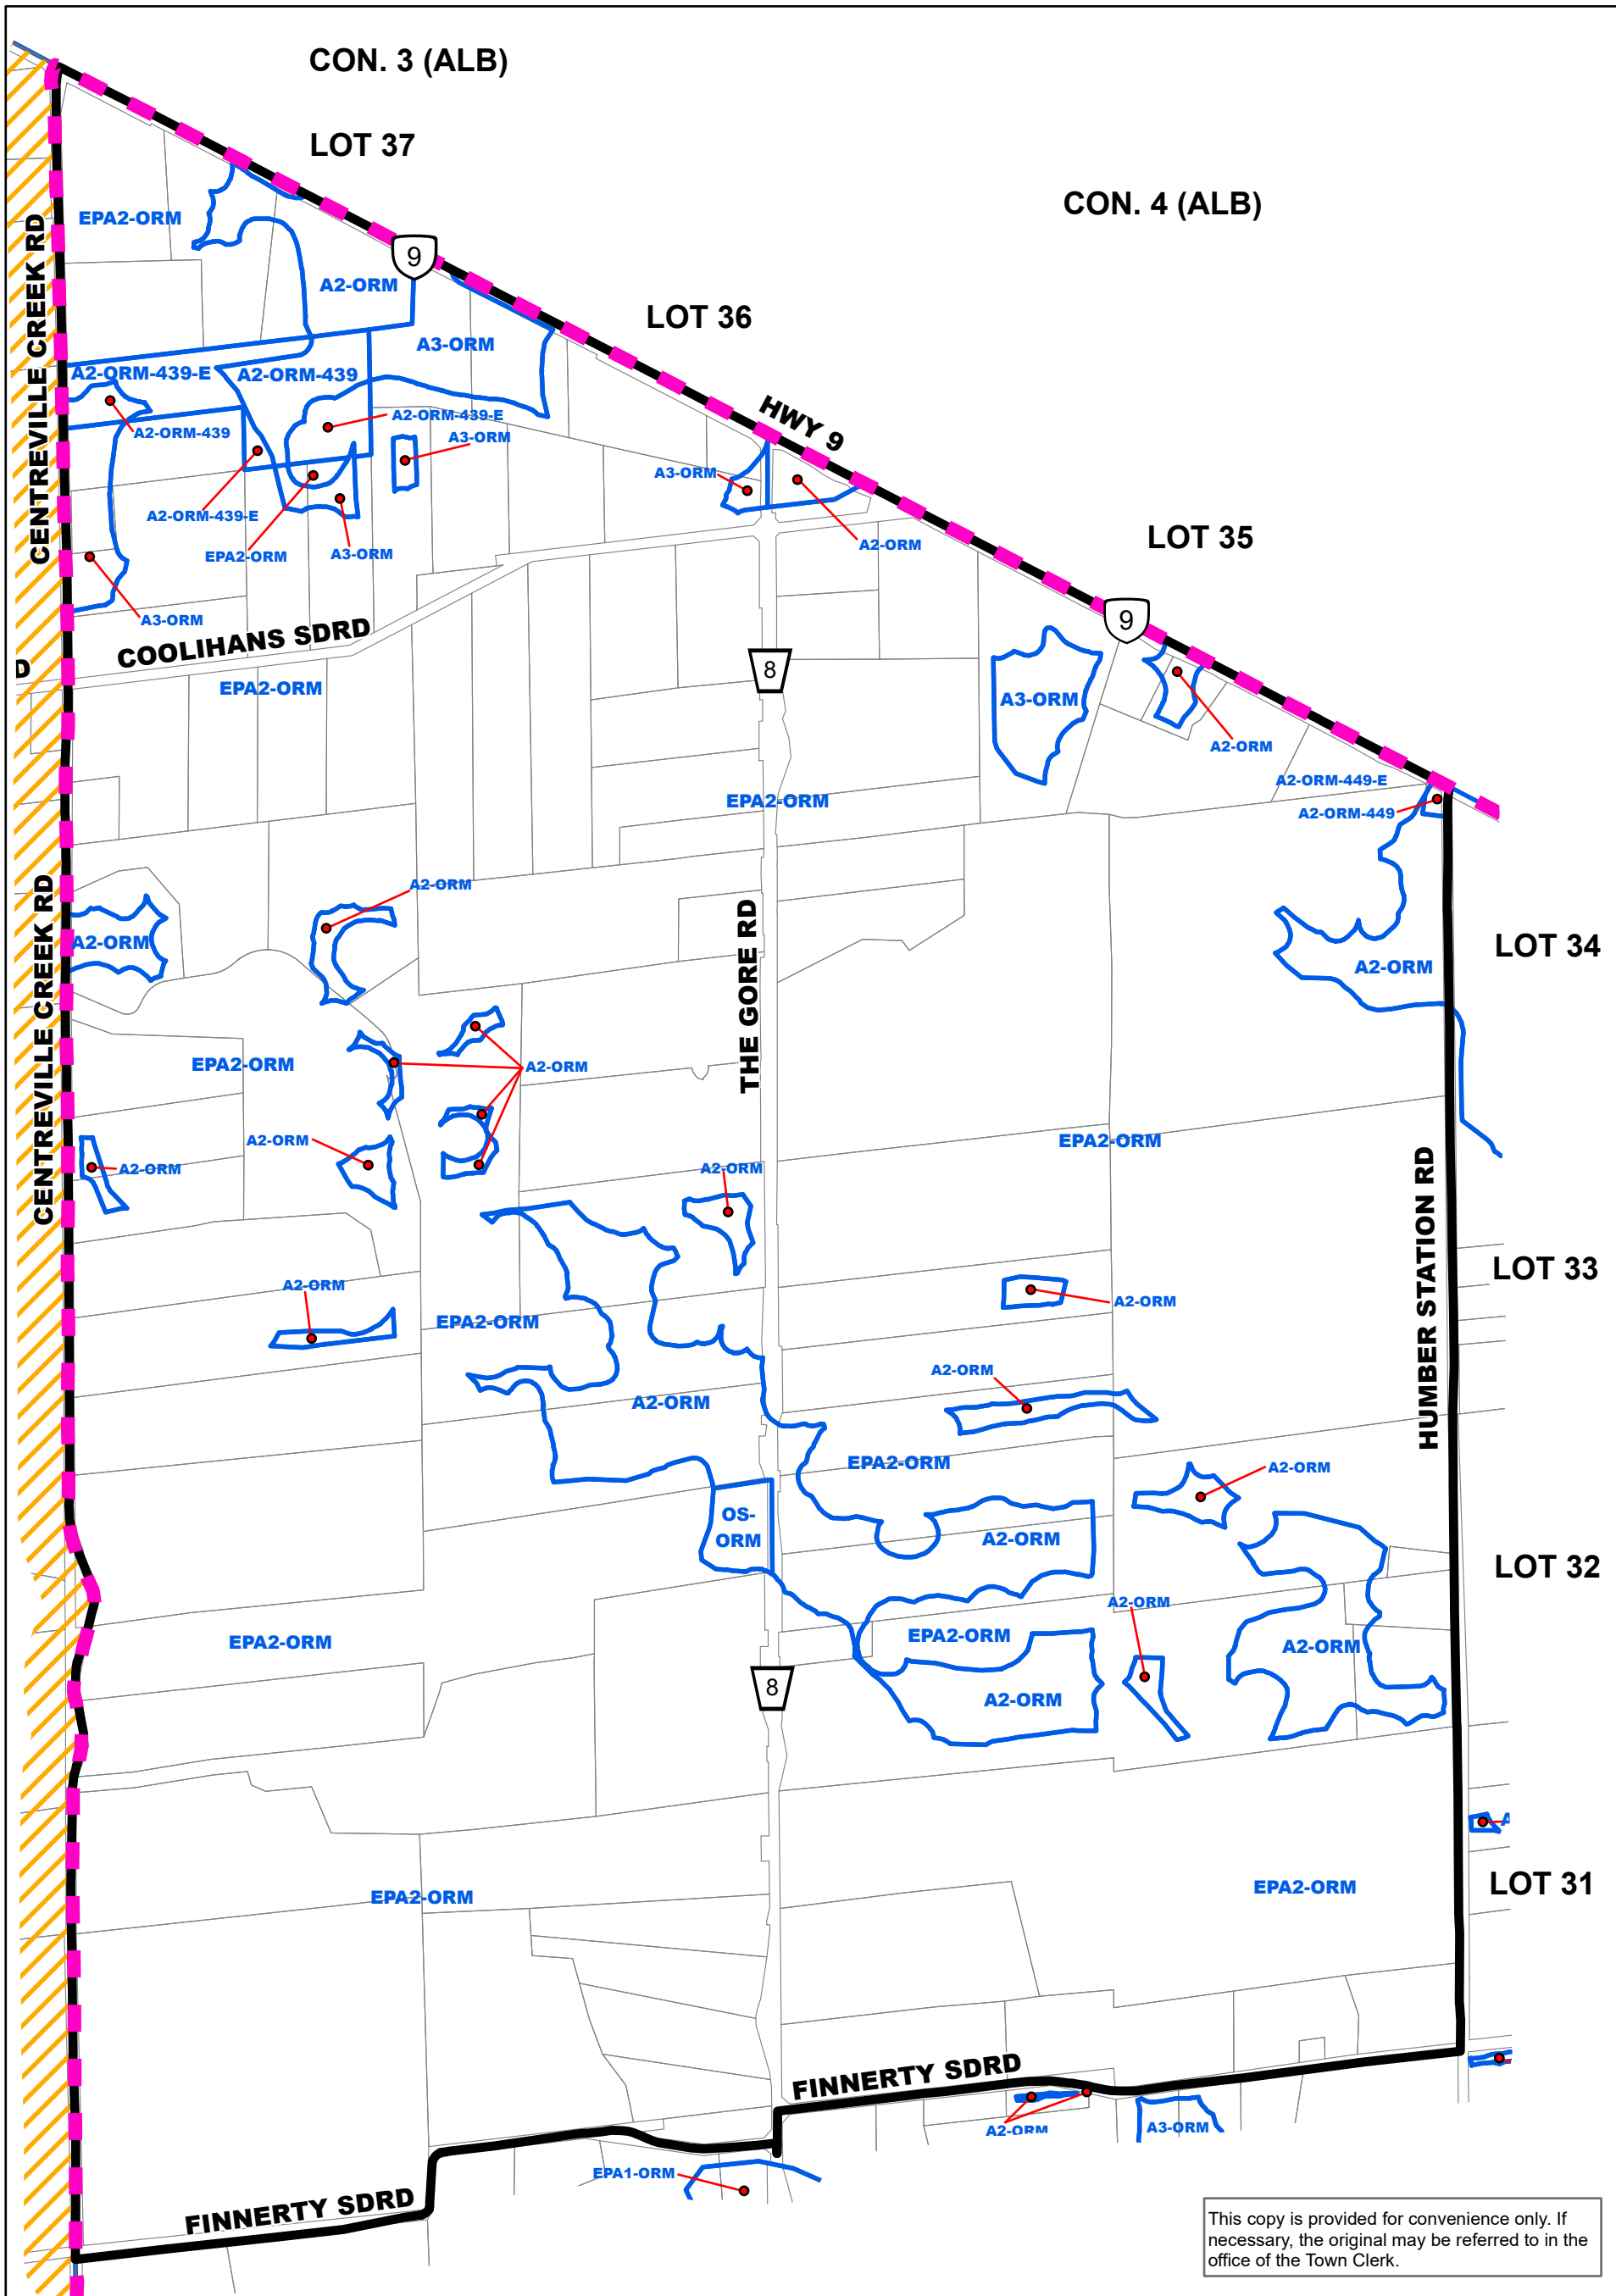 CON. 3 (ALB)
LOT 37
CON. 4 (ALB)
EPA2-ORM
CENTREVILLE CREEK RD
9
A2-ORM
LOT 36
A3-ORM
A2-ORM-439-E
A2-ORM-439
HWY 9
A2-ORM-439-E
A2-ORM-439
A3-ORM
A3-ORM
A2-ORM-439-E
EPA2-ORM
A3-ORM
A2-ORM
LOT 35
A3-ORM
9
COOLIHANS SDRD
D
8
EPA2-ORM
A3-ORM
A2-ORM
EPA2-ORM
A2-ORM-449-E
A2-ORM-449
A2-ORM
CENTREVILLE CREEK RD
A2-ORM
THE GORE RD
LOT 34
A2-ORM
EPA2-ORM
A2-ORM
A2-ORM
EPA2-ORM
A2-ORM
A2-ORM
HUMBER STATION RD
LOT 33
A2-ORM
A2-ORM
EPA2-ORM
A2-ORM
A2-ORM
EPA2-ORM
A2-ORM
OS-
ORM
A2-ORM
LOT 32
A2-ORM
EPA2-ORM
EPA2-ORM
A2-ORM
8
A2-ORM
LOT 31
EPA2-ORM
EPA2-ORM
FINNERTY SDRD
A2-ORM
A3-ORM
EPA1-ORM
FINNERTY SDRD
This copy is provided for convenience only. If
necessary, the original may be referred to in the
office of the Town Clerk.